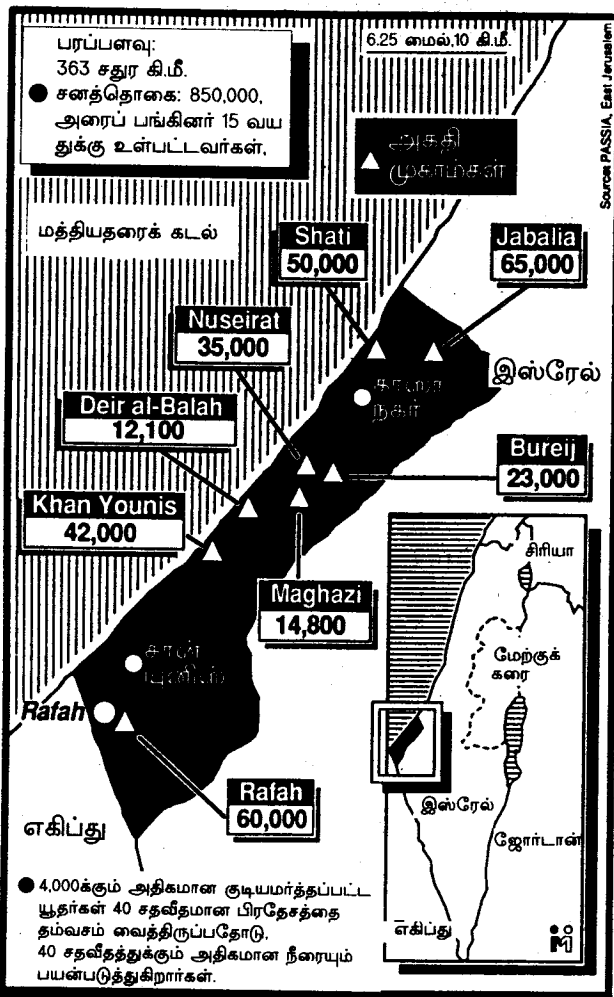 பரப்பளவு:
363 சதுர கி.மீ.
சனத்தொகை: 850,000,
அரைப் பங்கினர் 15 வய
துக்கு உள்பட்டவர்கள்.
6.25 மைல்,10 கி.மீ.
Source: PASSIA, East Jerusalem
அகதி
முகாம்கள்
மத்தியதரைக் கடல்
Shati
50,000
Jabalia
65,000
Nuseirat
35,000
இஸ்ரேல்
காஸா
நகர்
Deir al-Balah
12,100
Bureij
23,000
Khan Younis
42,000
Maghazi
14,800
கான்
யுனிஸ்
Rafah
Rafah
60,000
எகிப்து
சிரியா
மேற்குக்
கரை
இஸ்ரேல்
ஜோர்டான்
எகிப்து
4,000க்கும் அதிகமான குடியமர்த்தப்பட்ட
யூதர்கள் 40 சதவீதமான பிரதேசத்தை
தம்வசம் வைத்திருப்பதோடு,
40 சதவீதத்துக்கும் அதிகமான நீரையும்
பயன்படுத்துகிறார்கள்.